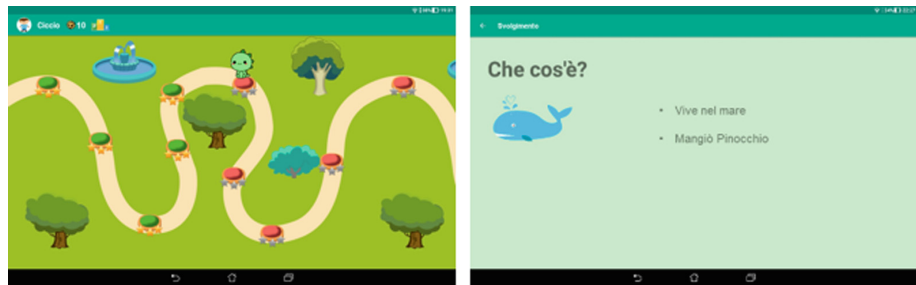 Ciccio 10
Svolgimento
Che cos'è?
• Vive nel mare
• Mangiò Pinocchio